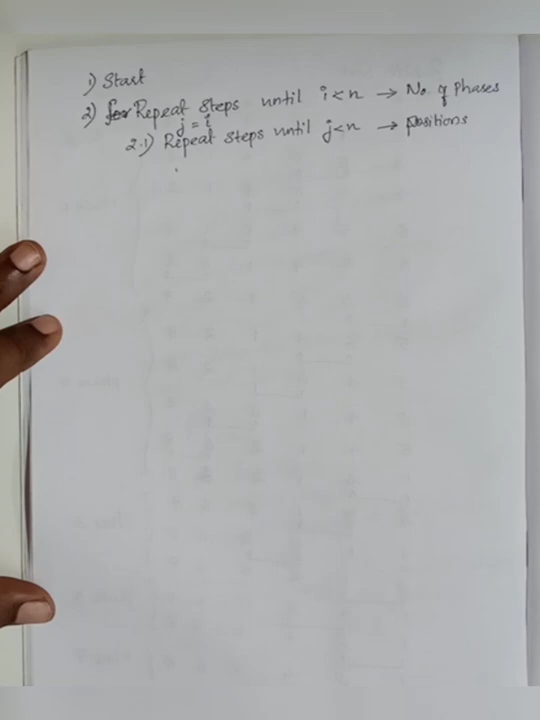 1) Start
2) for Repeat Steps until i<n → No. of Phases
j = i
2.1) Repeat steps until j<n → positions